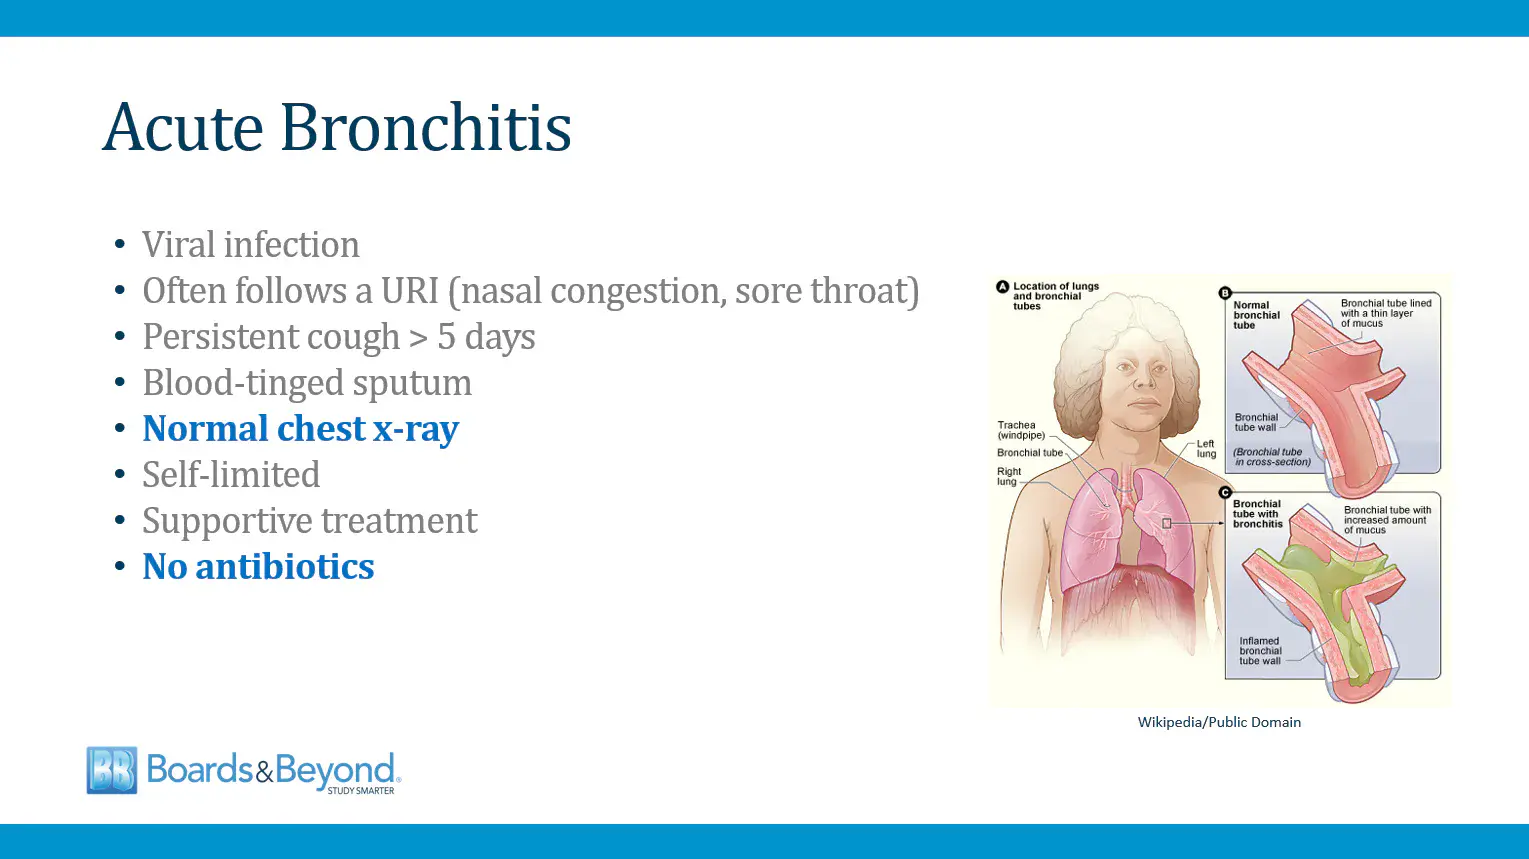 Acute Bronchitis
• Viral infection
• Often follows a URI (nasal congestion, sore throat)
• Persistent cough > 5 days
• Blood-tinged sputum
• Normal chest x-ray
• Self-limited
• Supportive treatment
• No antibiotics
A Location of lungs
and bronchial
tubes
Trachea
(windpipe)
Bronchial tube
Right
lung
Left
lung
B
Normal
bronchial
tube
Bronchial tube lined
with a thin layer
of mucus
Bronchial
tube wall
(Bronchial tube
in cross-section)
C
Bronchial
tube with
bronchitis
Bronchial tube with
increased amount
of mucus
Inflamed
bronchial
tube wall
Wikipedia/Public Domain
BB Boards&Beyond®
STUDY SMARTER